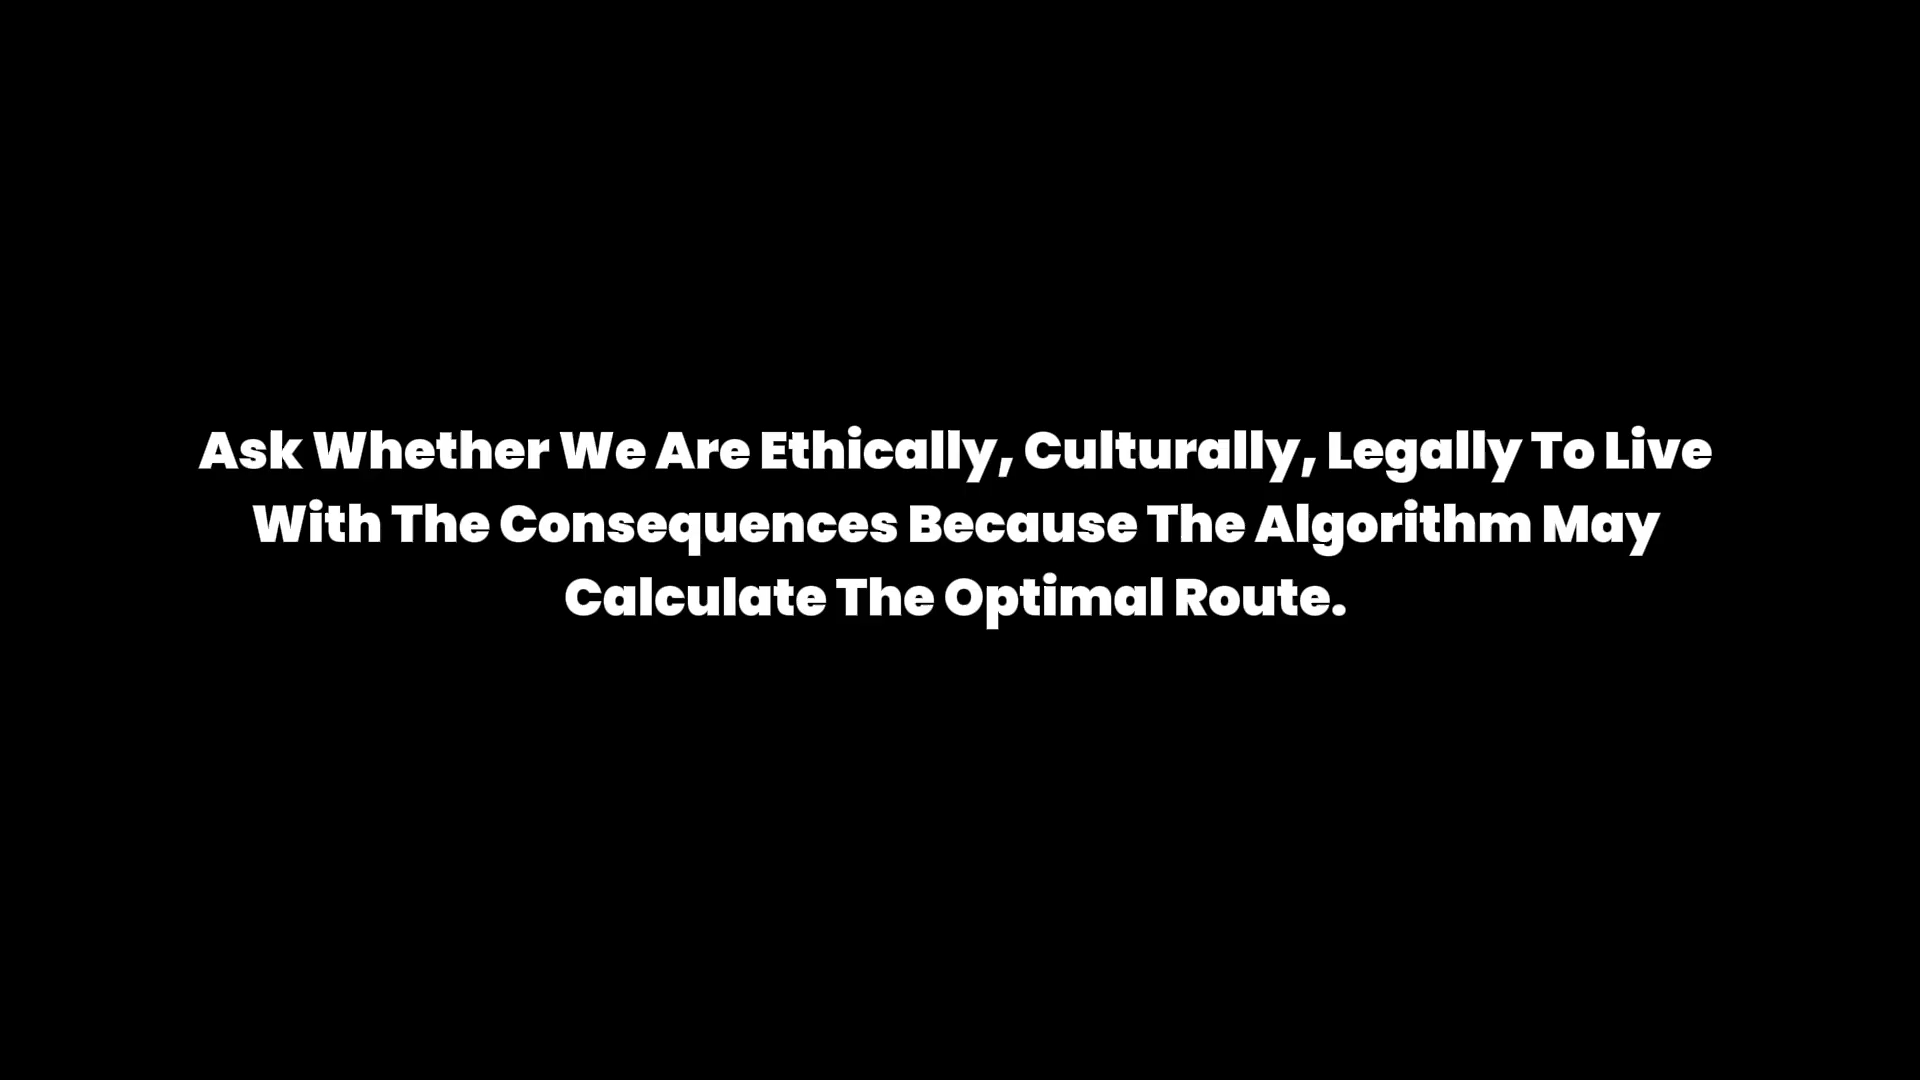 Ask Whether We Are Ethically, Culturally, Legally To Live
With The Consequences Because The Algorithm May
Calculate The Optimal Route.